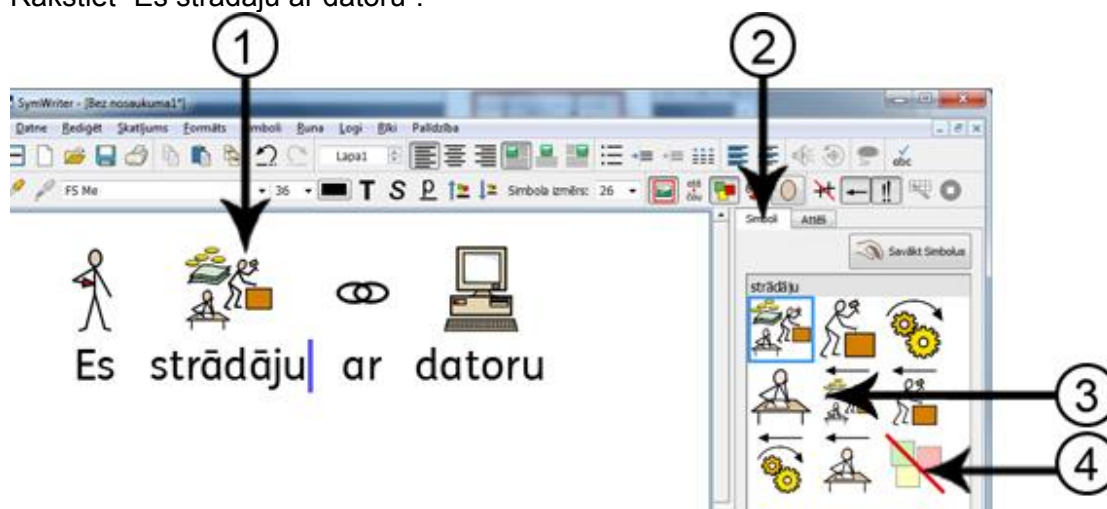 Rakstiet "Es strādāju ar datoru".
1 2
SymWriter - [Bez nosaukuma1*]
Datne Rediģēt Skatījums Formāts Simboli Runa Logi Rīki Palīdzība
Lapa1 abc
FS Me 36 T S p Simbola izmērs: 26
Simboli Attēli
Savākt Simbolus
strādāju
Es strādāju ar datoru
3
4